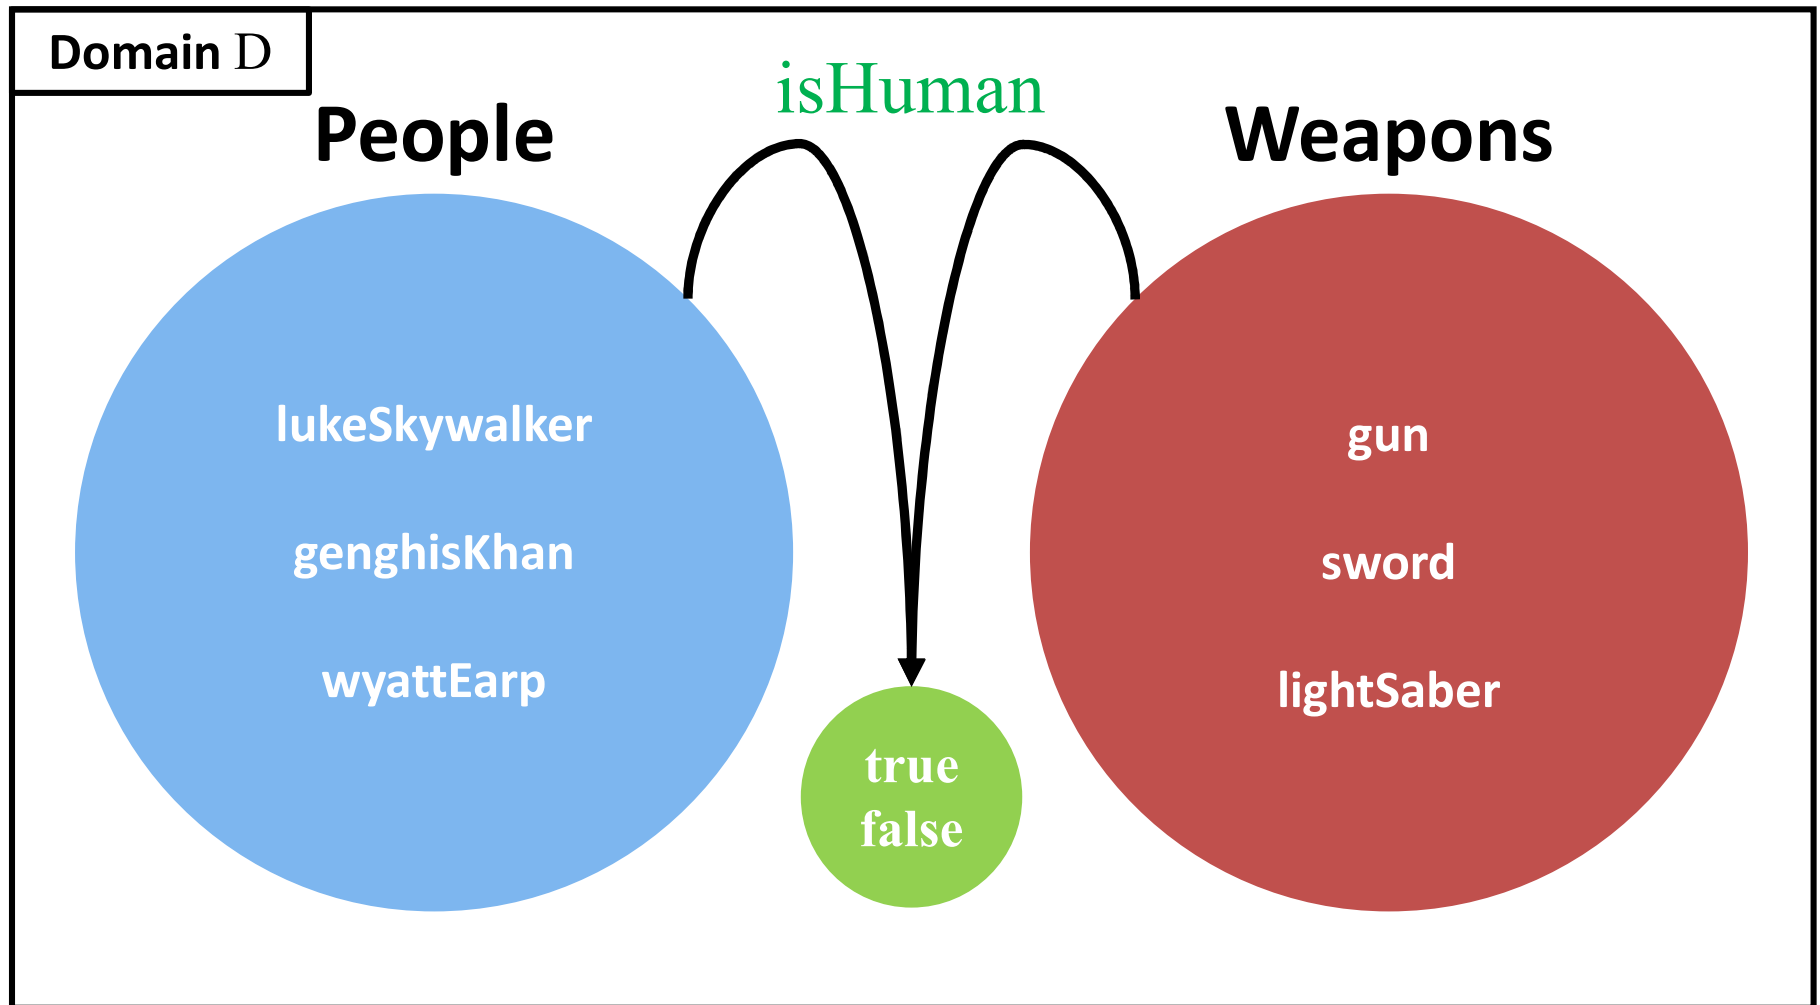 Domain D
isHuman
People
Weapons
lukeSkywalker
genghisKhan
wyattEarp
gun
sword
lightSaber
true
false